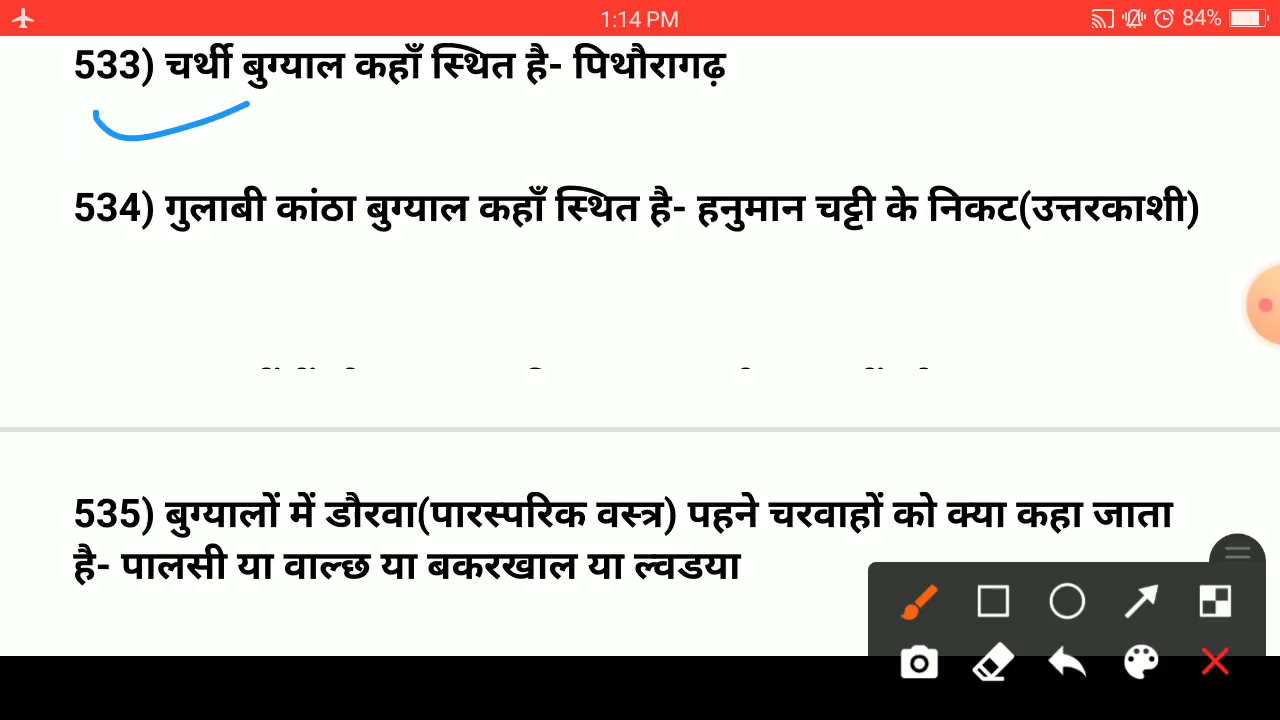 1:14 PM
84%
533) चर्थी बुग्याल कहाँ स्थित है- पिथौरागढ़
534) गुलाबी कांठा बुग्याल कहाँ स्थित है- हनुमान चट्टी के निकट(उत्तरकाशी)
535) बुग्यालों में डौरवा(पारस्परिक वस्त्र) पहने चरवाहों को क्या कहा जाता
है- पालसी या वाल्छ या बकरखाल या ल्वडया